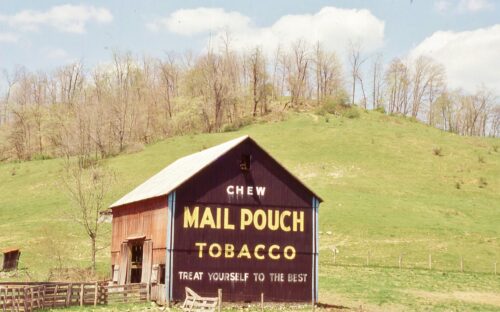 CHEW
MAIL POUCH
TOBACCO
TREAT YOURSELF TO THE BEST